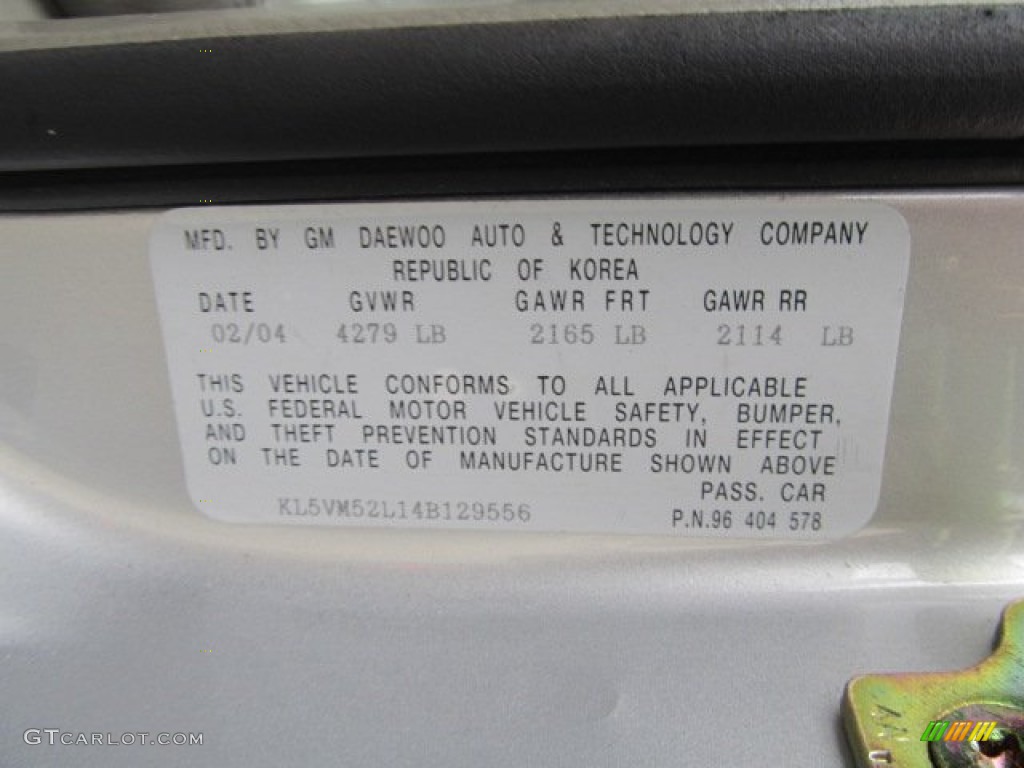 MFD. BY GM DAEWOO AUTO & TECHNOLOGY COMPANY
REPUBLIC OF KOREA
DATE GVWR GAWR FRT GAWR RR
02/04 4279 LB 2165 LB 2114 LB
THIS VEHICLE CONFORMS TO ALL APPLICABLE
U.S. FEDERAL MOTOR VEHICLE SAFETY, BUMPER,
AND THEFT PREVENTION STANDARDS IN EFFECT
ON THE DATE OF MANUFACTURE SHOWN ABOVE
PASS. CAR
KL5VM52L14B129556 P.N.96 404 578
GTCARLOT.COM